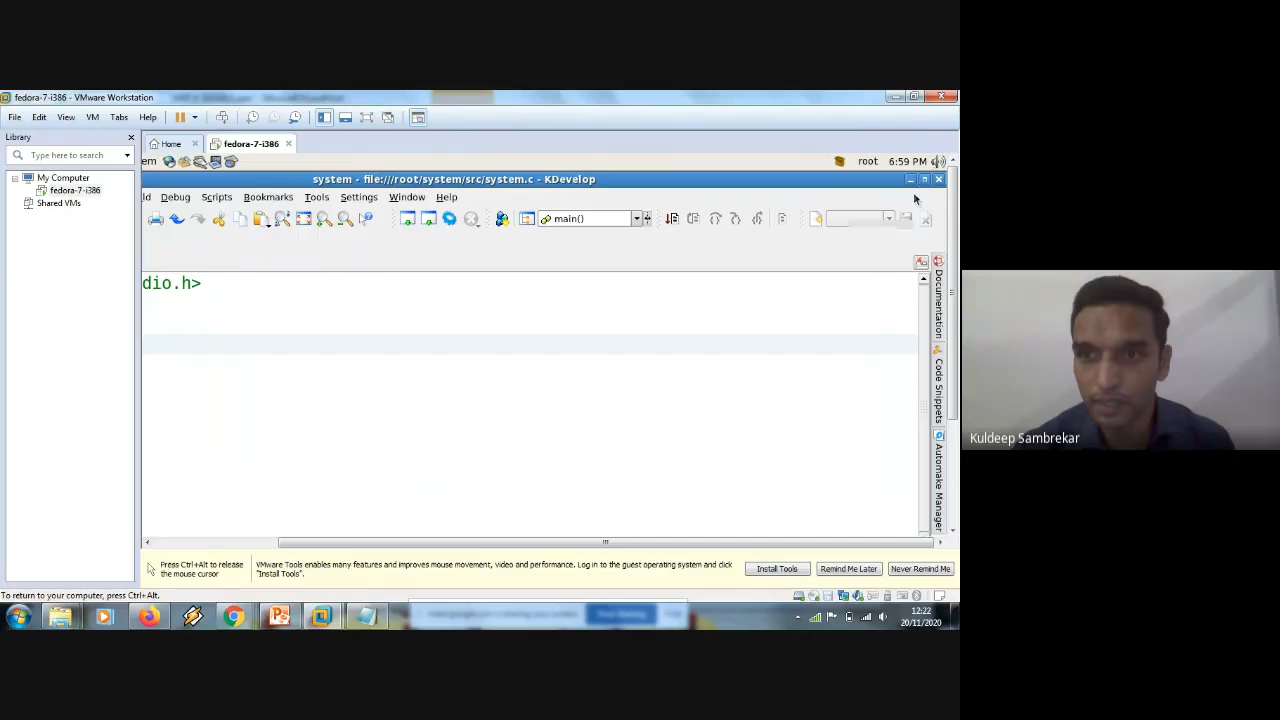 fedora-7-i386 - VMware Workstation
File Edit View VM Tabs Help
Library
Type here to search
My Computer
fedora-7-i386
Shared VMs
Home
fedora-7-i386
em root 6:59 PM
system - file:///root/system/src/system.c - KDevelop
ld Debug Scripts Bookmarks Tools Settings Window Help
main()
dio.h>
Documentation
Code Snippets
Automake Manager
Press Ctrl+Alt to release
the mouse cursor
VMware Tools enables many features and improves mouse movement, video and performance. Log in to the guest operating system and click
"Install Tools".
Install Tools
Remind Me Later
Never Remind Me
To return to your computer, press Ctrl+Alt.
12:22
20/11/2020
Kuldeep Sambrekar